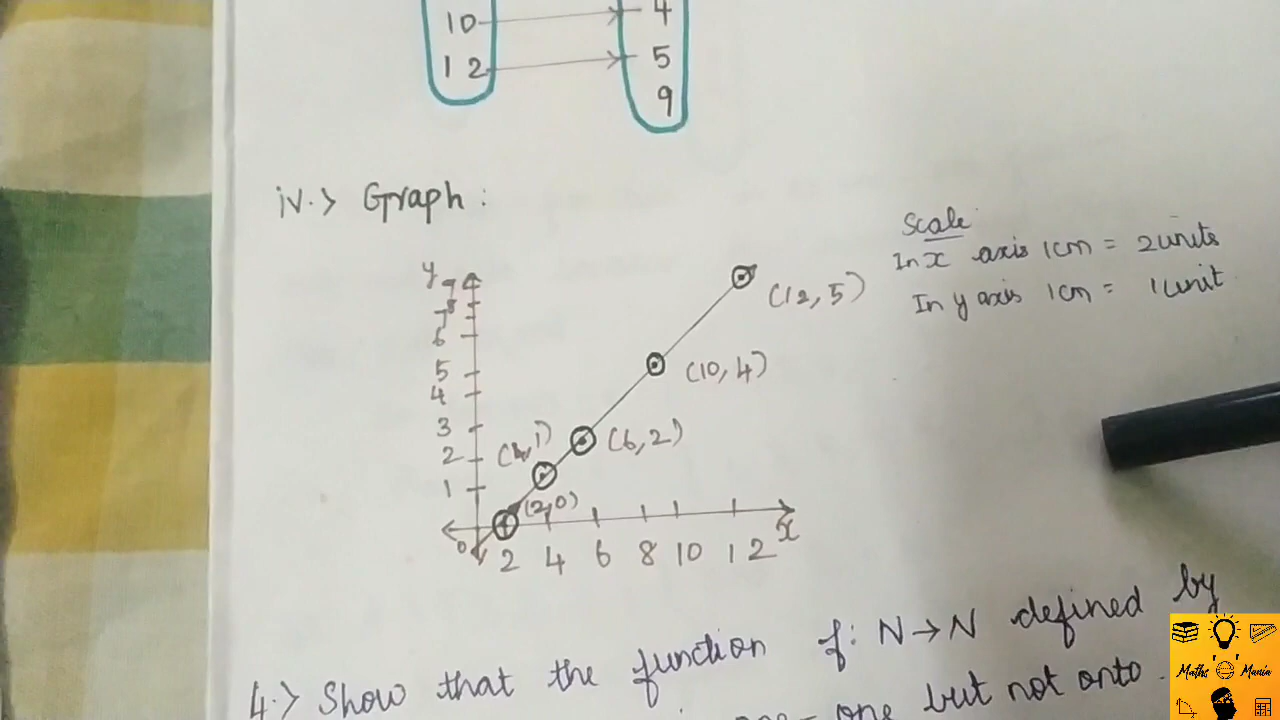 10 4
12 5
9
iv.> Graph :
Scale
In x axis 1cm = 2units
In y axis 1cm = 1unit
y
9
8
7
6
5
4
3
2
1
0
(12, 5)
(10, 4)
(6, 2)
(4, 1)
(2, 0)
2 4 6 8 10 12 x
4.> Show that the function f: N → N defined by
one-one but not onto.
Maths Mania